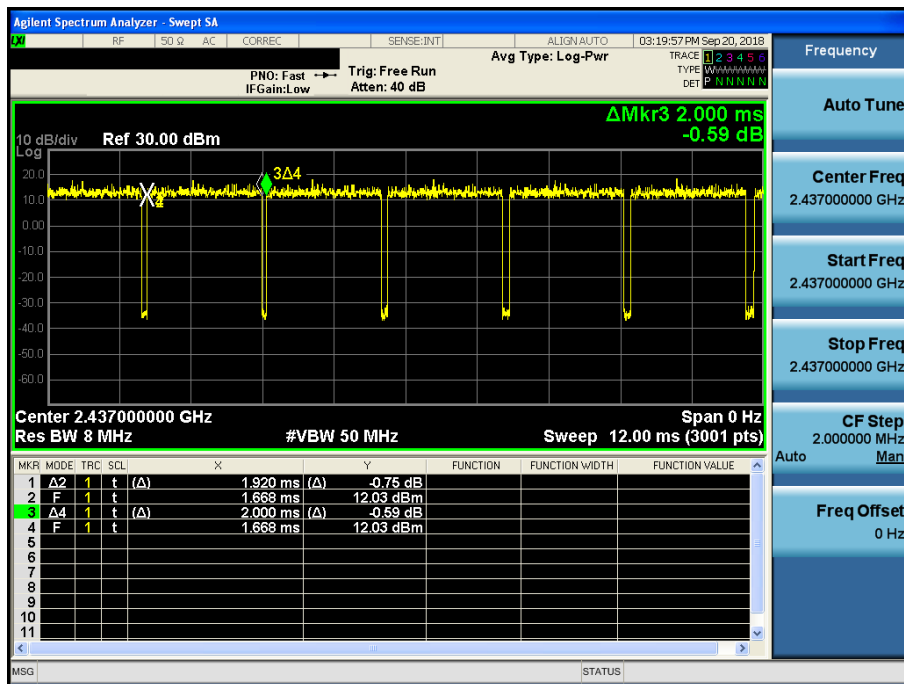 Agilent Spectrum Analyzer - Swept SA
LXI RF 50 Ω AC CORREC SENSE:INT ALIGNAUTO 03:19:57 PM Sep 20, 2018
Frequency
Avg Type: Log-Pwr
TRACE 1 2 3 4 5 6
TYPE WWWWWW
DET P N N N N N
PNO: Fast
IFGain:Low
Trig: Free Run
Atten: 40 dB
Auto Tune
ΔMkr3 2.000 ms
-0.59 dB
10 dB/div Ref 30.00 dBm
Log
20.0
10.0
0.00
-10.0
-20.0
-30.0
-40.0
-50.0
-60.0
3Δ4
Center Freq
2.437000000 GHz
Start Freq
2.437000000 GHz
Stop Freq
2.437000000 GHz
Center 2.437000000 GHz Span 0 Hz
Res BW 8 MHz #VBW 50 MHz Sweep 12.00 ms (3001 pts)
CF Step
2.000000 MHz
Auto Man
Freq Offset
0 Hz
MKR MODE TRC SCL X Y FUNCTION FUNCTION WIDTH FUNCTION VALUE
1 Δ2 1 t (Δ) 1.920 ms (Δ) -0.75 dB
2 F 1 t 1.668 ms 12.03 dBm
3 Δ4 1 t (Δ) 2.000 ms (Δ) -0.59 dB
4 F 1 t 1.668 ms 12.03 dBm
5
6
7
8
9
10
11
MSG STATUS